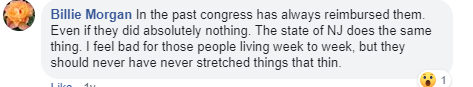 Billie Morgan In the past congress has always reimbursed them.
Even if they did absolutely nothing. The state of NJ does the same
thing. I feel bad for those people living week to week, but they
should never have never stretched things that thin.
1